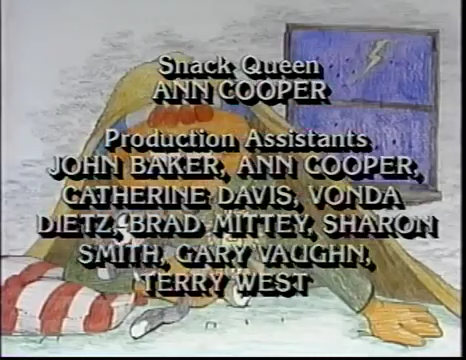 Snack Queen
ANN COOPER
Production Assistants
JOHN BAKER, ANN COOPER,
CATHERINE DAVIS, VONDA
DIETZ, BRAD MITTEY, SHARON
SMITH, GARY VAUGHN,
TERRY WEST